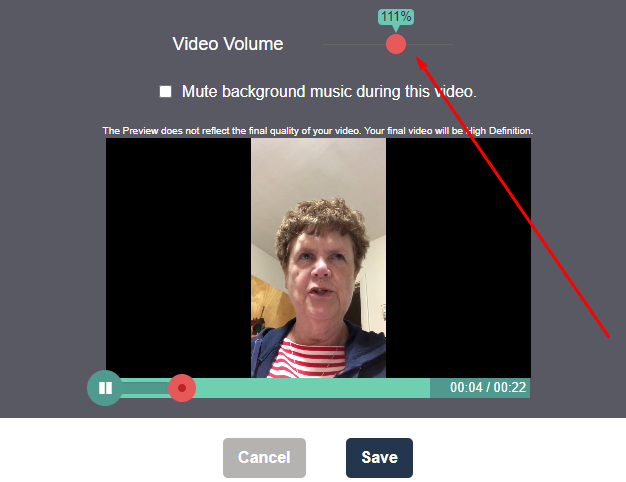 111%
Video Volume
Mute background music during this video.
The Preview does not reflect the final quality of your video. Your final video will be High Definition.
00:04 / 00:22
Cancel
Save